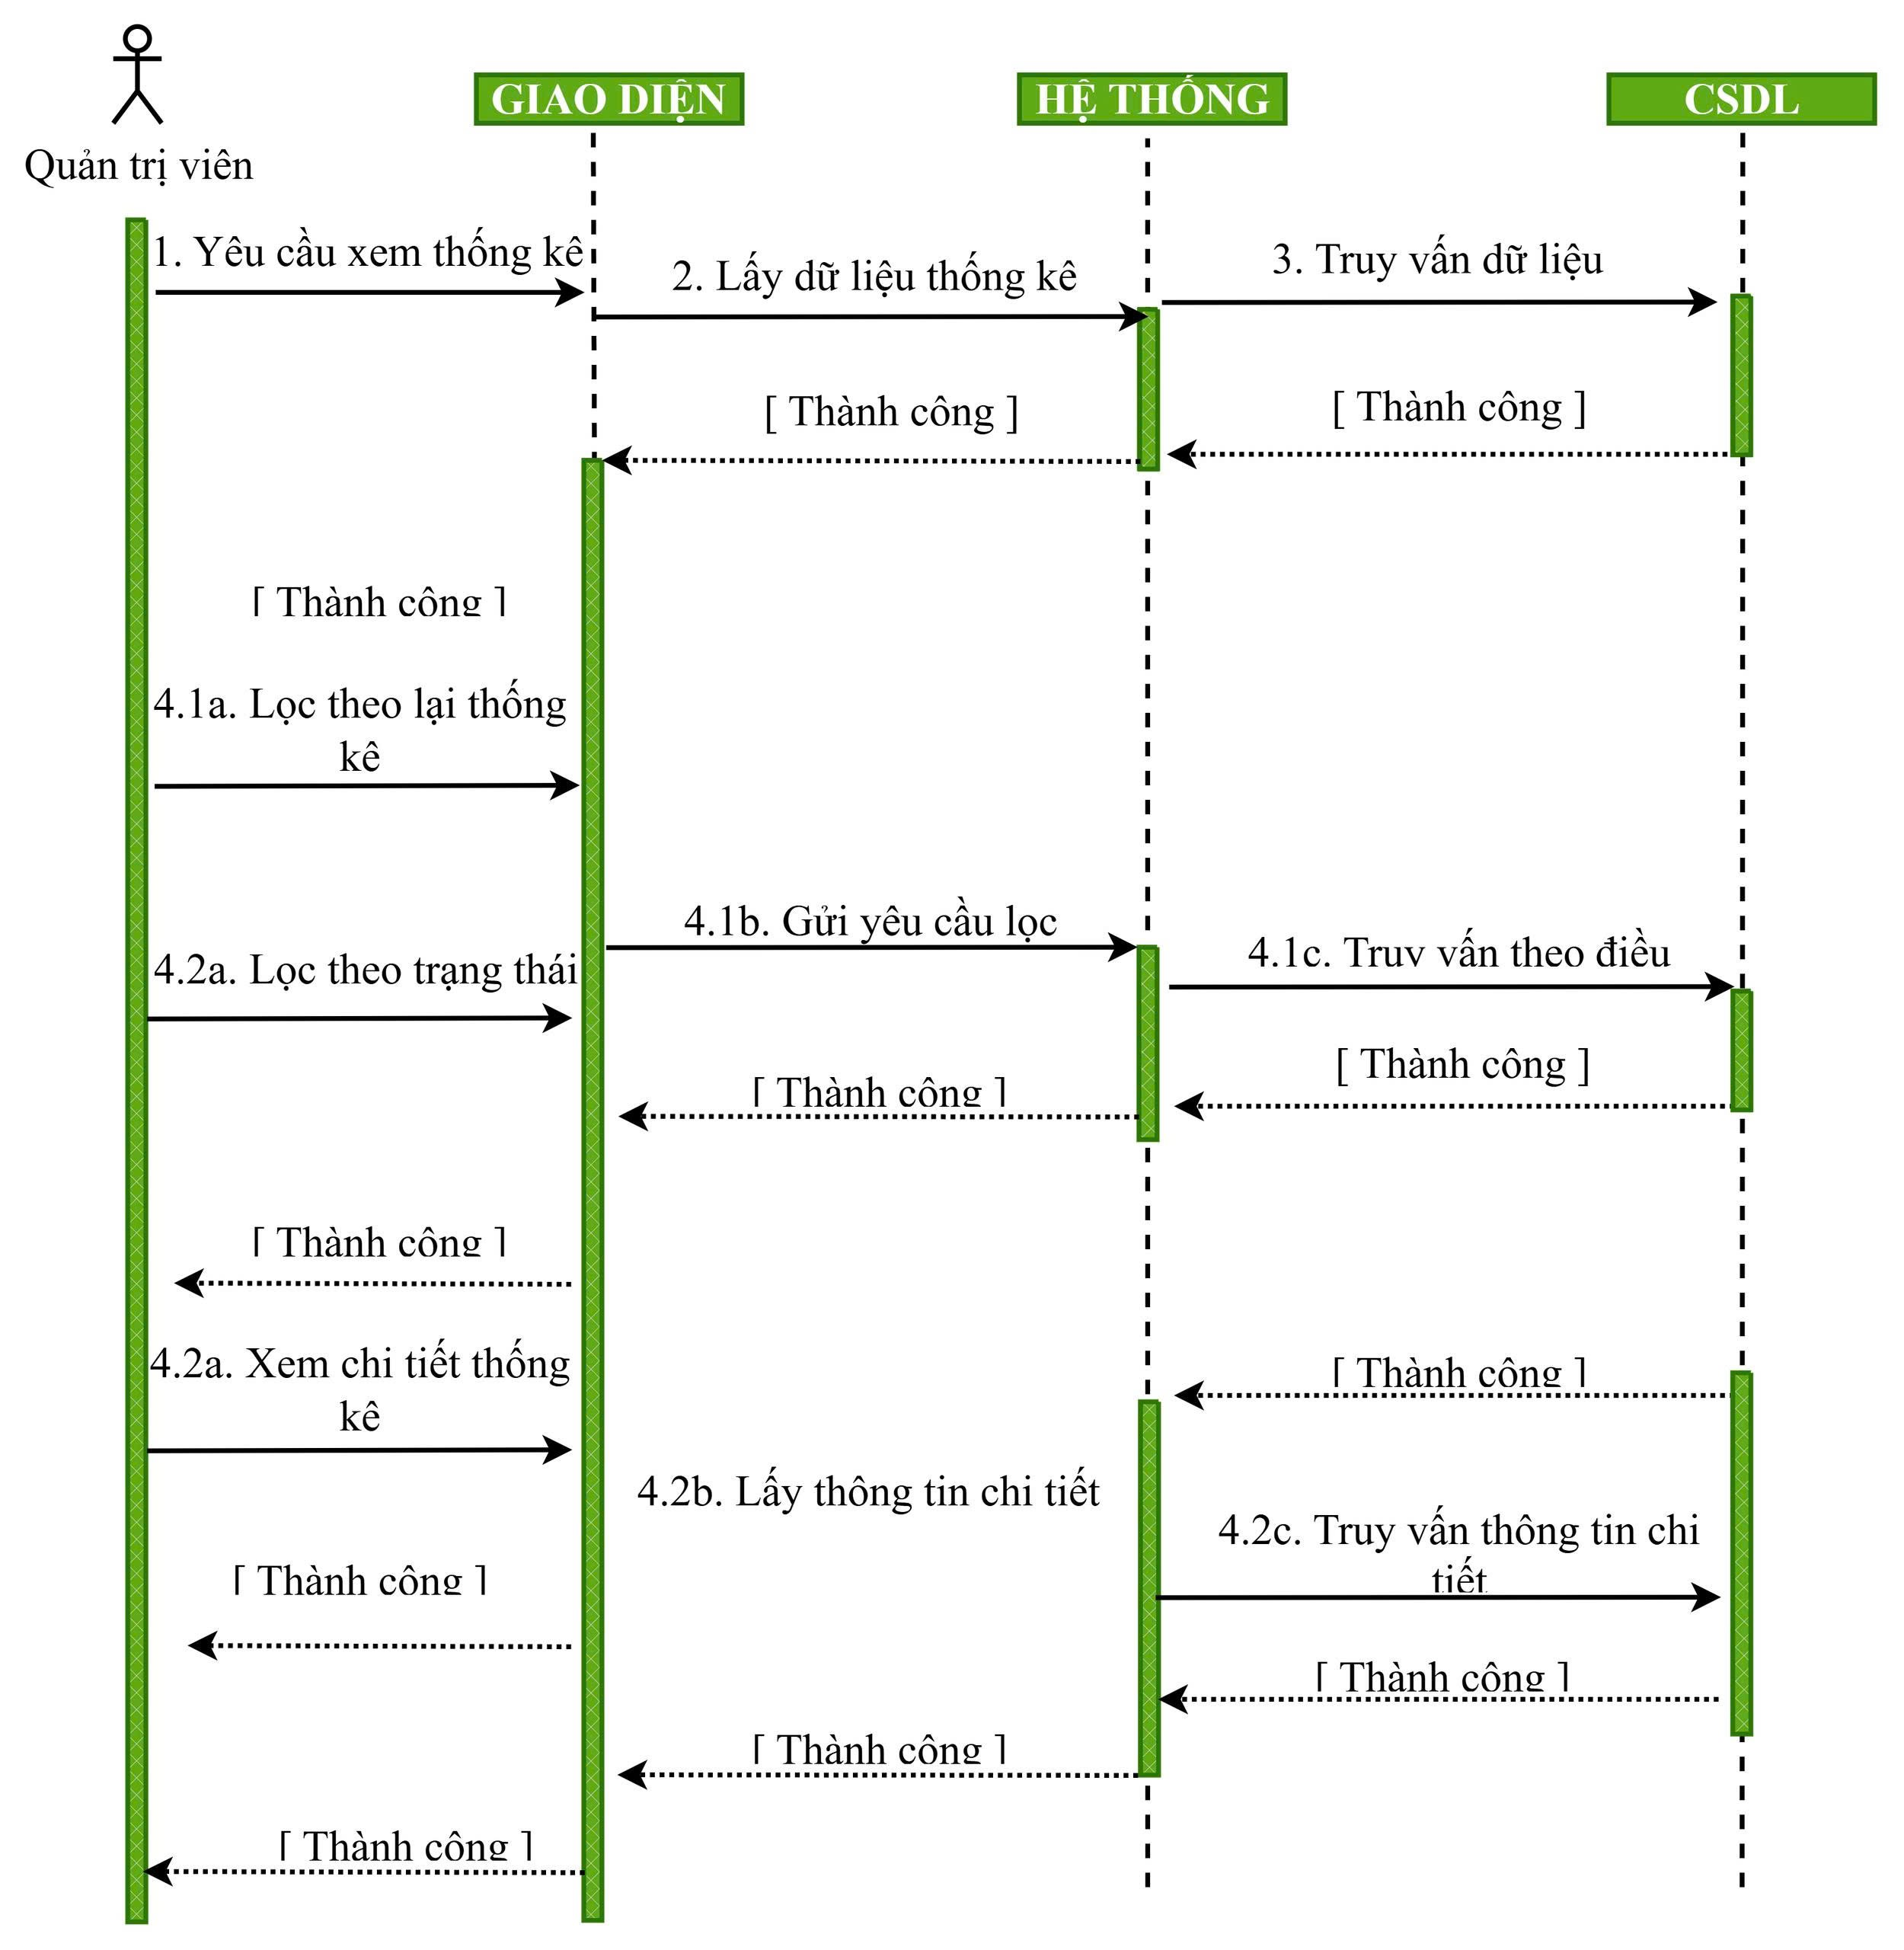 Quản trị viên
GIAO DIỆN
HỆ THỐNG
CSDL
1. Yêu cầu xem thống kê
2. Lấy dữ liệu thống kê
3. Truy vấn dữ liệu
[ Thành công ]
[ Thành công ]
[ Thành công ]
4.1a. Lọc theo lại thống
kê
4.1b. Gửi yêu cầu lọc
4.1c. Truy vấn theo điều
4.2a. Lọc theo trạng thái
[ Thành công ]
[ Thành công ]
[ Thành công ]
4.2a. Xem chi tiết thống
kê
[ Thành công ]
4.2b. Lấy thông tin chi tiết
4.2c. Truy vấn thông tin chi
tiết
[ Thành công ]
[ Thành công ]
[ Thành công ]
[ Thành công ]